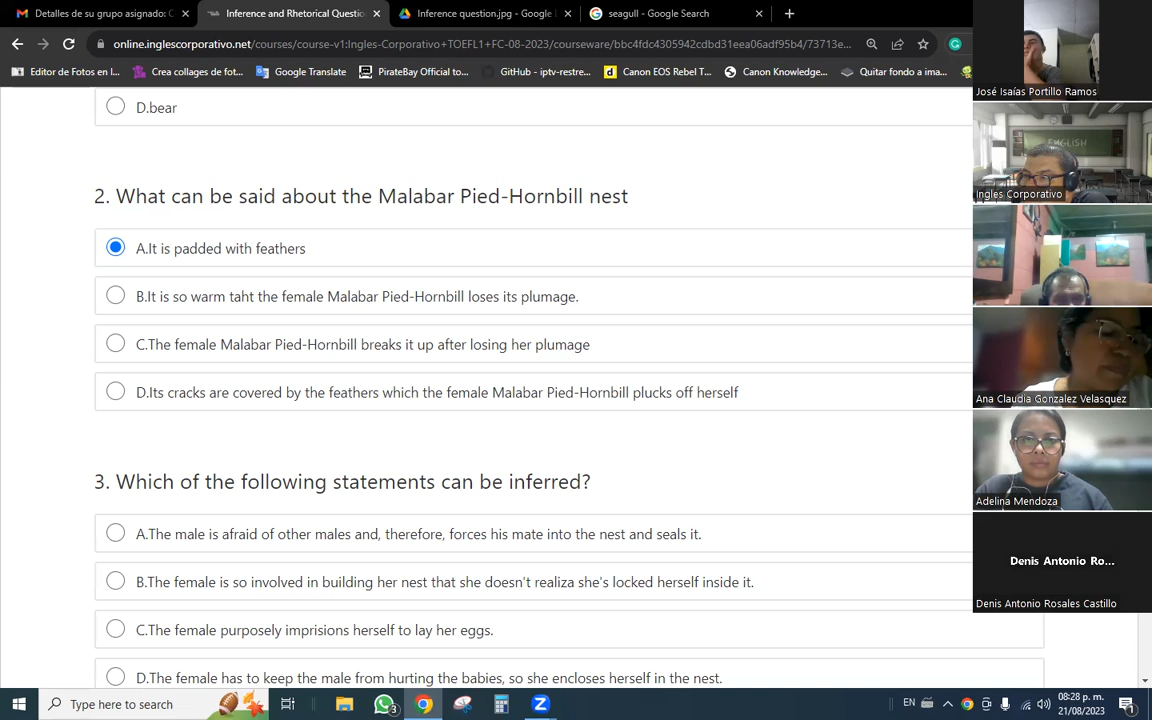 Detalles de su grupo asignado: C
Inference and Rhetorical Questio
Inference question.jpg - Google
seagull - Google Search
online.inglescorporativo.net/courses/course-v1:Ingles-Corporativo+TOEFL1+FC-08-2023/courseware/bbc4fdc4305942cdbd31eea06adf95b4/73713e...
Editor de Fotos en l...
Crea collages de fot...
Google Translate
PirateBay Official to...
GitHub - iptv-restre...
Canon EOS Rebel T...
Canon Knowledge...
Quitar fondo a ima...
D.bear
2. What can be said about the Malabar Pied-Hornbill nest
A.It is padded with feathers
B.It is so warm taht the female Malabar Pied-Hornbill loses its plumage.
C.The female Malabar Pied-Hornbill breaks it up after losing her plumage
D.Its cracks are covered by the feathers which the female Malabar Pied-Hornbill plucks off herself
3. Which of the following statements can be inferred?
A.The male is afraid of other males and, therefore, forces his mate into the nest and seals it.
B.The female is so involved in building her nest that she doesn't realiza she's locked herself inside it.
C.The female purposely imprisions herself to lay her eggs.
D.The female has to keep the male from hurting the babies, so she encloses herself in the nest.
José Isaías Portillo Ramos
ENGLISH
Ingles Corporativo
Ana Claudia Gonzalez Velasquez
Adelina Mendoza
Denis Antonio Ro...
Denis Antonio Rosales Castillo
Type here to search
3
EN
08:28 p. m.
21/08/2023
1